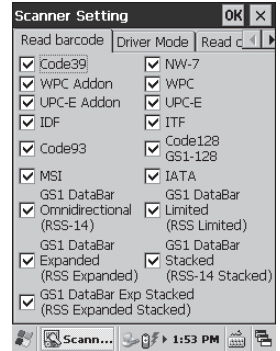 Scanner Setting OK ×
Read barcode Driver Mode Read c
Code39 NW-7
WPC Addon WPC
UPC-E Addon UPC-E
IDF ITF
Code93 Code128
GS1-128
MSI IATA
GS1 DataBar
Omnidirectional
(RSS-14)
GS1 DataBar
Limited
(RSS Limited)
GS1 DataBar
Expanded
(RSS Expanded)
GS1 DataBar
Stacked
(RSS-14 Stacked)
GS1 DataBar Exp Stacked
(RSS Expanded Stacked)
Scann... 1:53 PM